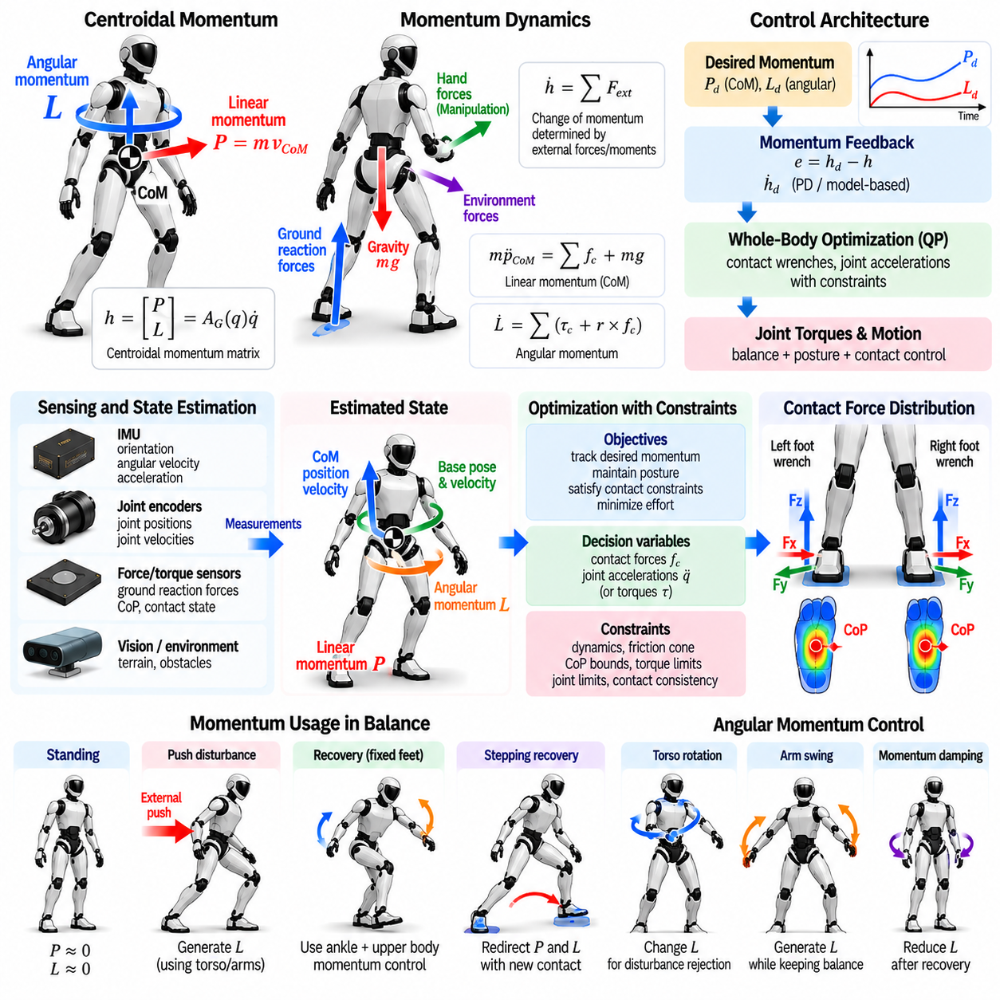 Centroidal Momentum
Angular
momentum
L
Linear
momentum
P = mv_CoM
CoM
h = [P L] = A_G(q)q̇
Centroidal momentum matrix
Momentum Dynamics
Hand
forces
(Manipulation)
Environment
forces
Ground
reaction
forces
Gravity
mg
ḣ = ∑ F_ext
Change of momentum
determined by
external forces/moments
mp̈_CoM = ∑ f_c + mg
Linear momentum (CoM)
L̇ = ∑ (τ_c + r × f_c)
Angular momentum
Control Architecture
Desired Momentum
P_d (CoM), L_d (angular)
P_d
L_d
Time
Momentum Feedback
e = h_d − h
ḣ_d (PD / model-based)
Whole-Body Optimization (QP)
contact wrenches, joint accelerations
with constraints
Joint Torques & Motion
balance + posture + contact control
Sensing and State Estimation
IMU
orientation
angular velocity
acceleration
Joint encoders
joint positions
joint velocities
Force/torque sensors
ground reaction forces
CoP, contact state
Vision / environment
terrain, obstacles
Measurements
Estimated State
CoM
position
velocity
Base pose
& velocity
Angular
momentum L
Linear
momentum P
Optimization with Constraints
Objectives
track desired momentum
maintain posture
satisfy contact constraints
minimize effort
Decision variables
contact forces f_c
joint accelerations q̈
(or torques τ)
Constraints
dynamics, friction cone
CoP bounds, torque limits
joint limits, contact consistency
Contact Force Distribution
Left foot
wrench
Right foot
wrench
Fz
Fz
Fx
Fx
Fy
Fy
CoP
CoP
Momentum Usage in Balance
Standing
P ≈ 0
L ≈ 0
Push disturbance
External
push
Generate L
(using torso/arms)
Recovery (fixed feet)
Use ankle + upper body
momentum control
Stepping recovery
Redirect P and L
with new contact
Angular Momentum Control
Torso rotation
Change L
for disturbance rejection
Arm swing
Generate L
while keeping balance
Momentum damping
Reduce L
after recovery